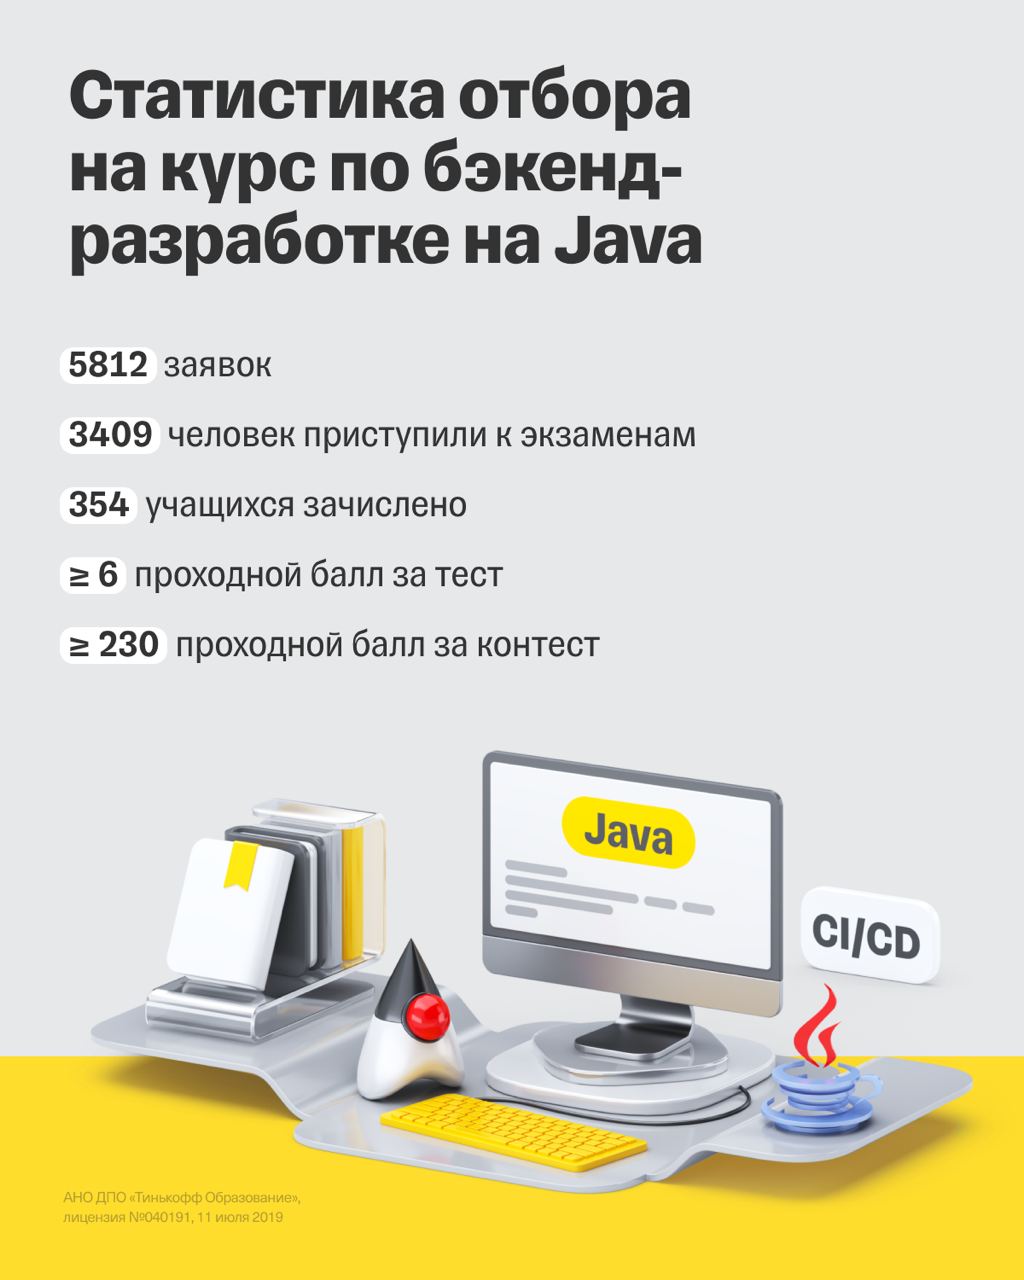 Статистика отбора
на курс по бэкенд-
разработке на Java
5812 заявок
3409 человек приступили к экзаменам
354 учащихся зачислено
≥ 6 проходной балл за тест
≥ 230 проходной балл за контест
Java
CI/CD
АНО ДПО «Тинькофф Образование»,
лицензия №040191, 11 июля 2019